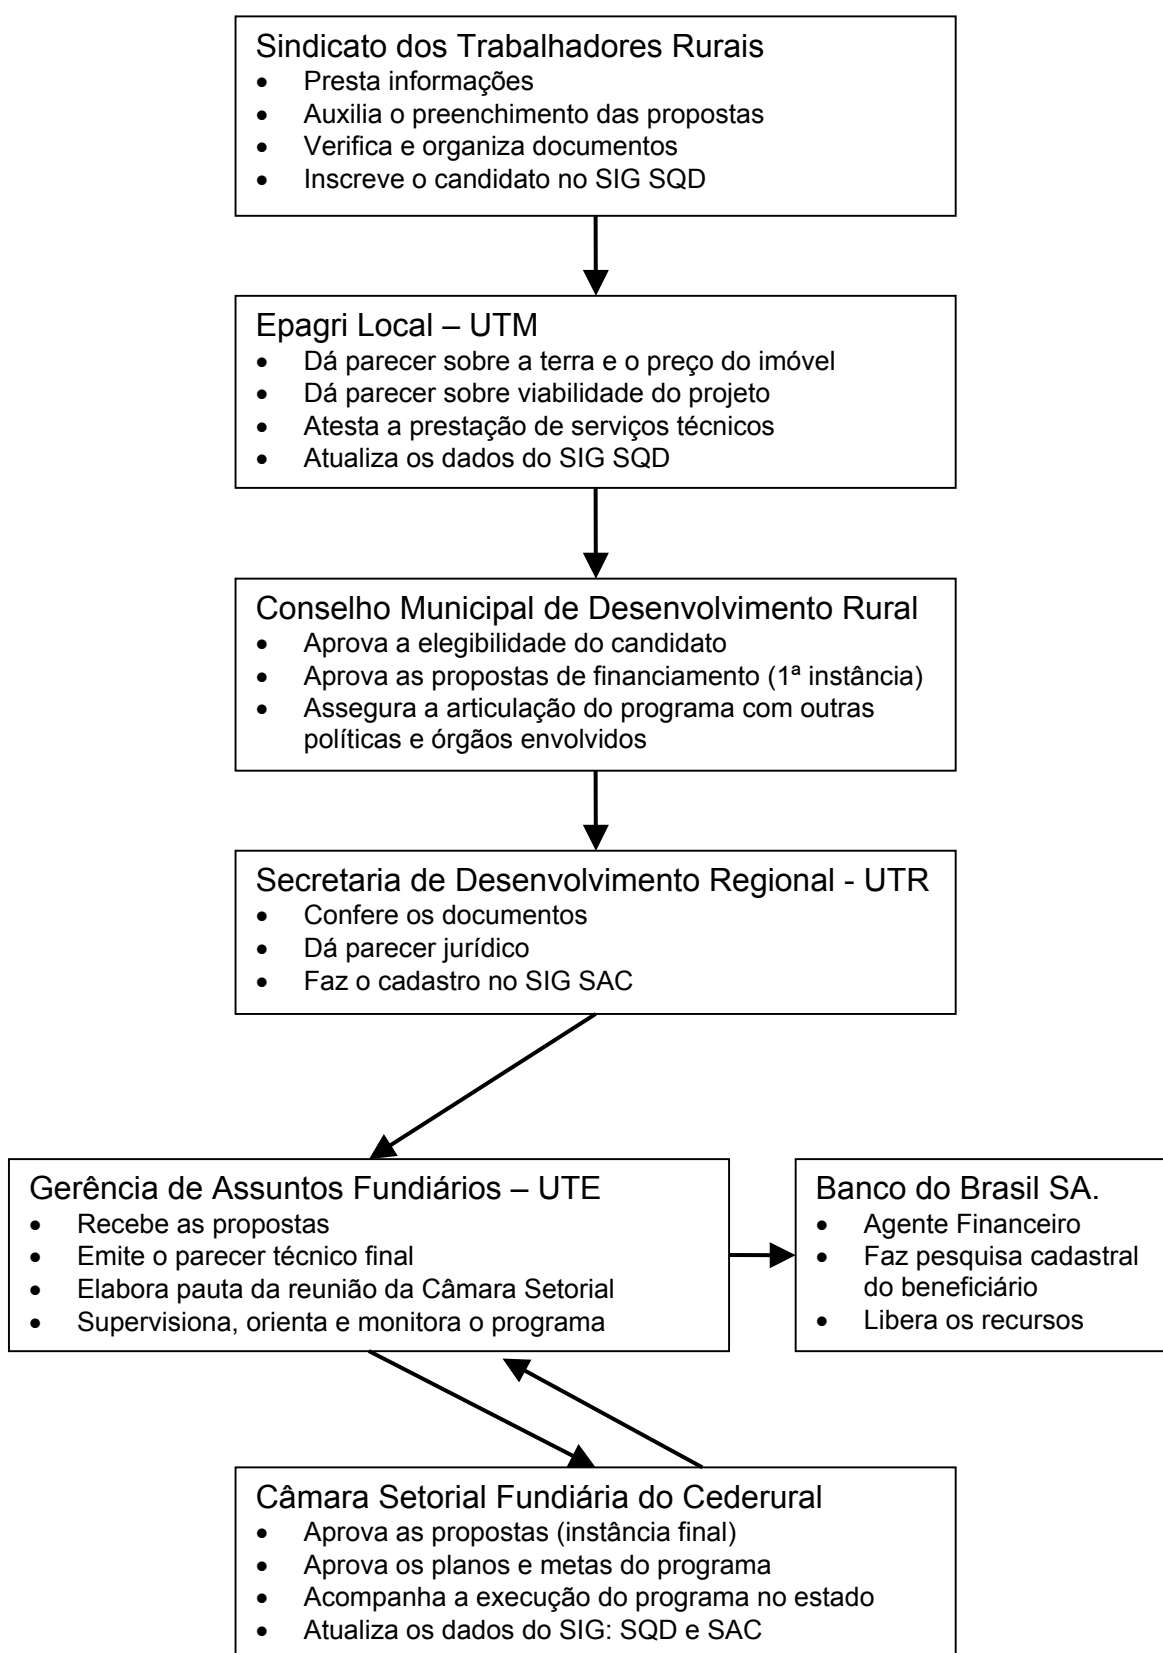 Sindicato dos Trabalhadores Rurais
• Presta informações
• Auxilia o preenchimento das propostas
• Verifica e organiza documentos
• Inscreve o candidato no SIG SQD
Epagri Local – UTM
• Dá parecer sobre a terra e o preço do imóvel
• Dá parecer sobre viabilidade do projeto
• Atesta a prestação de serviços técnicos
• Atualiza os dados do SIG SQD
Conselho Municipal de Desenvolvimento Rural
• Aprova a elegibilidade do candidato
• Aprova as propostas de financiamento (1ª instância)
• Assegura a articulação do programa com outras
políticas e órgãos envolvidos
Secretaria de Desenvolvimento Regional - UTR
• Confere os documentos
• Dá parecer jurídico
• Faz o cadastro no SIG SAC
Gerência de Assuntos Fundiários – UTE
• Recebe as propostas
• Emite o parecer técnico final
• Elabora pauta da reunião da Câmara Setorial
• Supervisiona, orienta e monitora o programa
Banco do Brasil SA.
• Agente Financeiro
• Faz pesquisa cadastral
do beneficiário
• Libera os recursos
Câmara Setorial Fundiária do Cederural
• Aprova as propostas (instância final)
• Aprova os planos e metas do programa
• Acompanha a execução do programa no estado
• Atualiza os dados do SIG: SQD e SAC